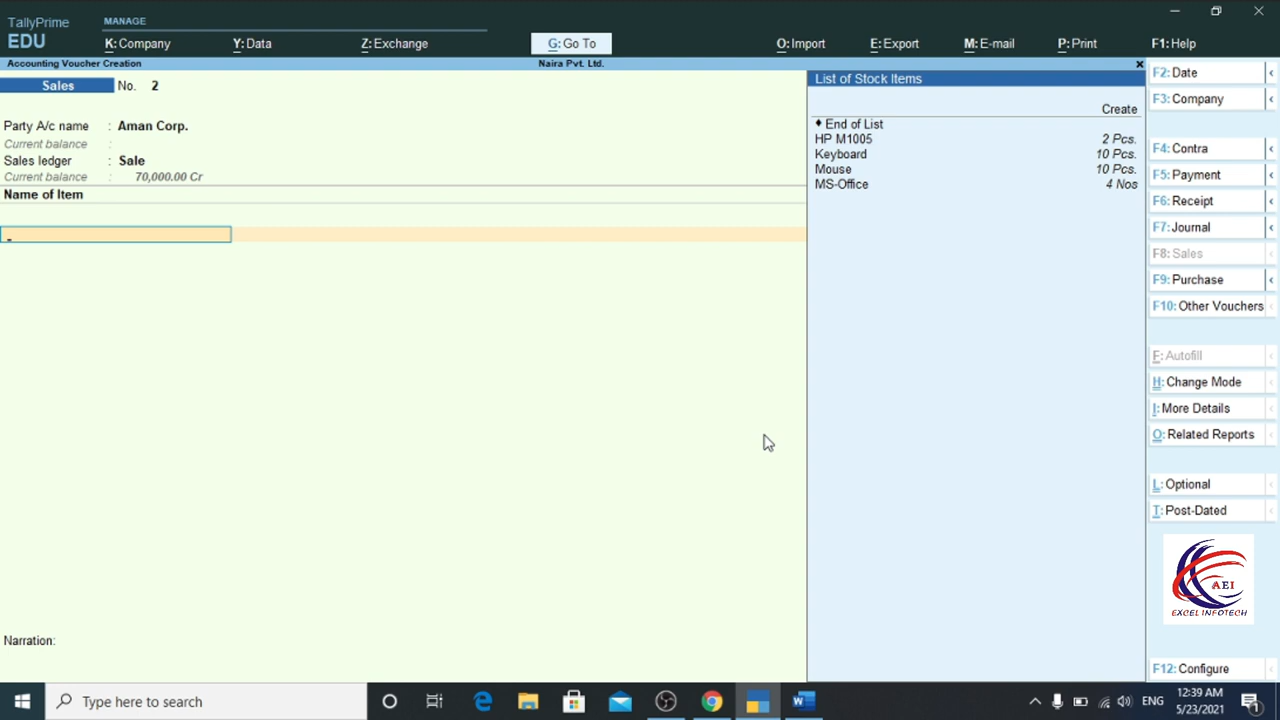 TallyPrime
EDU
MANAGE
K: Company
Y: Data
Z: Exchange
G: Go To
O: Import
E: Export
M: E-mail
P: Print
F1: Help
Accounting Voucher Creation
Naira Pvt. Ltd.
Sales No. 2
Party A/c name : Aman Corp.
Current balance :
Sales ledger : Sale
Current balance : 70,000.00 Cr
Name of Item
Narration:
List of Stock Items
Create
End of List
HP M1005 2 Pcs.
Keyboard 10 Pcs.
Mouse 10 Pcs.
MS-Office 4 Nos
F2: Date
F3: Company
F4: Contra
F5: Payment
F6: Receipt
F7: Journal
F8: Sales
F9: Purchase
F10: Other Vouchers
F: Autofill
H: Change Mode
I: More Details
O: Related Reports
L: Optional
T: Post-Dated
AEI
EXCEL INFOTECH
F12: Configure
Type here to search
ENG
12:39 AM
5/23/2021
1